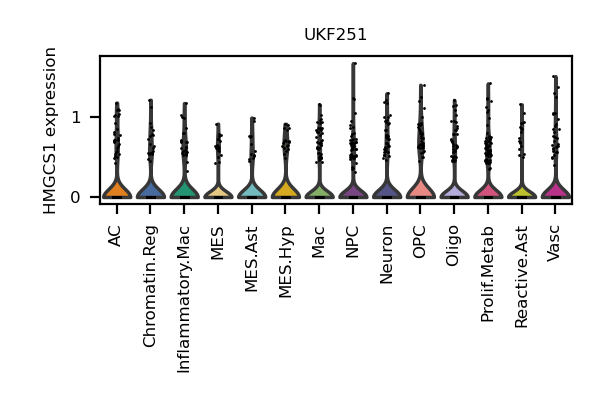 UKF251
HMGCS1 expression
1
0
AC
Chromatin.Reg
Inflammatory.Mac
MES
MES.Ast
MES.Hyp
Mac
NPC
Neuron
OPC
Oligo
Prolif.Metab
Reactive.Ast
Vasc